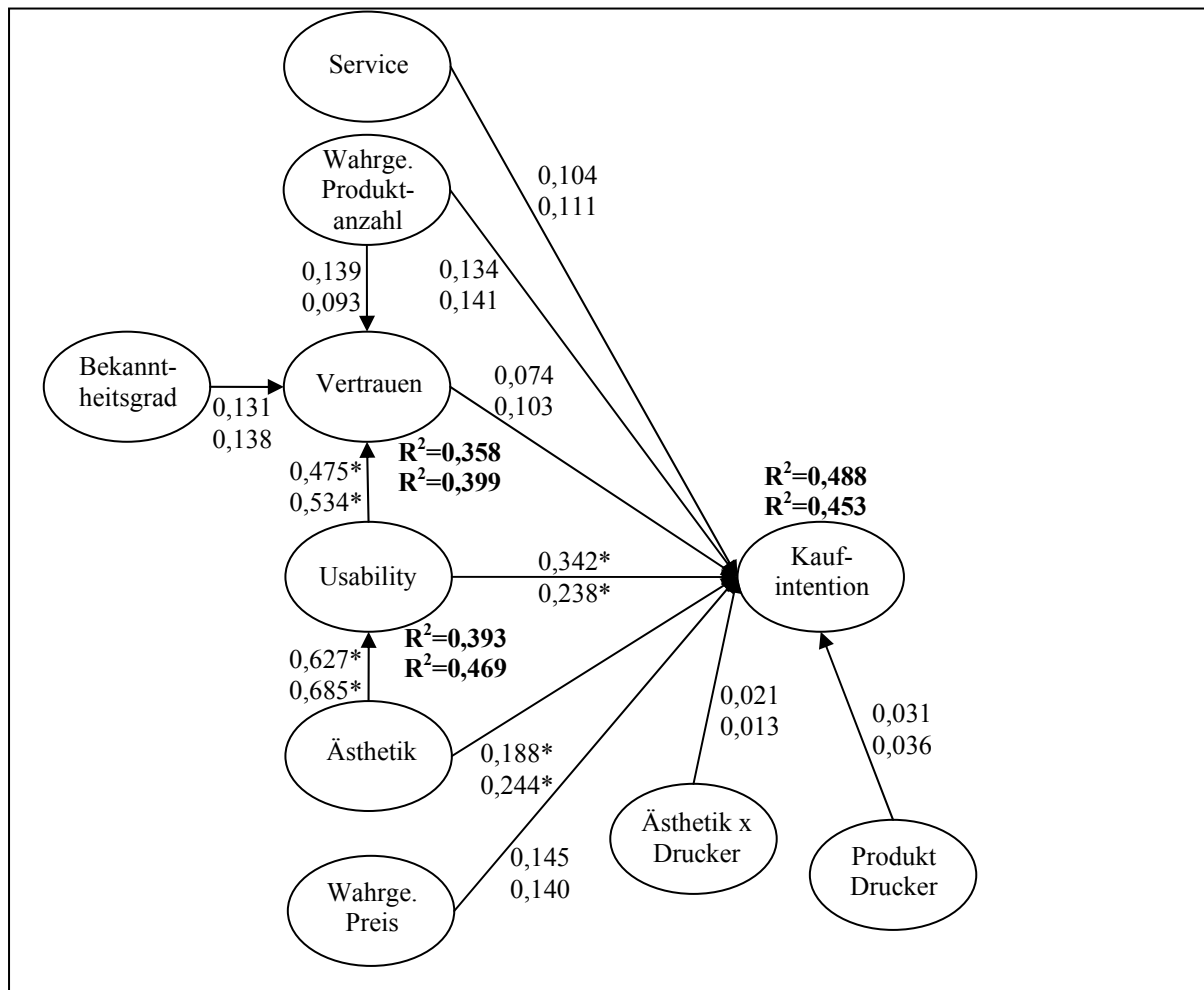 Service
Wahrge.
Produkt-
anzahl
0,104
0,111
0,139
0,093
0,134
0,141
Bekannt-
heitsgrad
0,131
0,138
Vertrauen
0,074
0,103
R²=0,358
R²=0,399
0,475*
0,534*
R²=0,488
R²=0,453
Usability
0,342*
0,238*
Kauf-
intention
R²=0,393
R²=0,469
0,627*
0,685*
Ästhetik
0,188*
0,244*
0,021
0,013
0,031
0,036
Ästhetik x
Drucker
Produkt
Drucker
Wahrge.
Preis
0,145
0,140